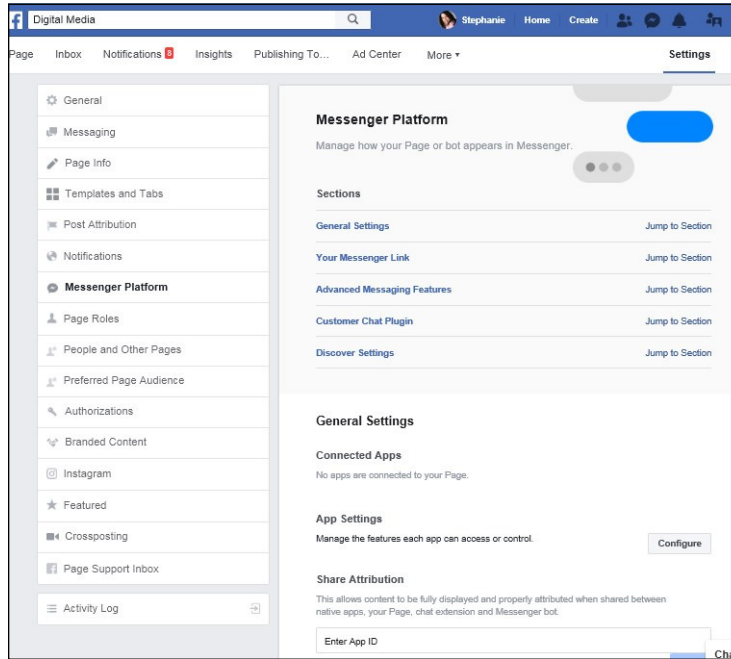 Digital Media
Stephanie Home Create
Page Inbox Notifications 8 Insights Publishing To... Ad Center More Settings
General
Messaging
Page Info
Templates and Tabs
Post Attribution
Notifications
Messenger Platform
Page Roles
People and Other Pages
Preferred Page Audience
Authorizations
Branded Content
Instagram
Featured
Crossposting
Page Support Inbox
Activity Log
Messenger Platform
Manage how your Page or bot appears in Messenger.
Sections
General Settings Jump to Section
Your Messenger Link Jump to Section
Advanced Messaging Features Jump to Section
Customer Chat Plugin Jump to Section
Discover Settings Jump to Section
General Settings
Connected Apps
No apps are connected to your Page.
App Settings
Manage the features each app can access or control.
Configure
Share Attribution
This allows content to be fully displayed and properly attributed when shared between
native apps, your Page, chat extension and Messenger bot.
Enter App ID
Cha